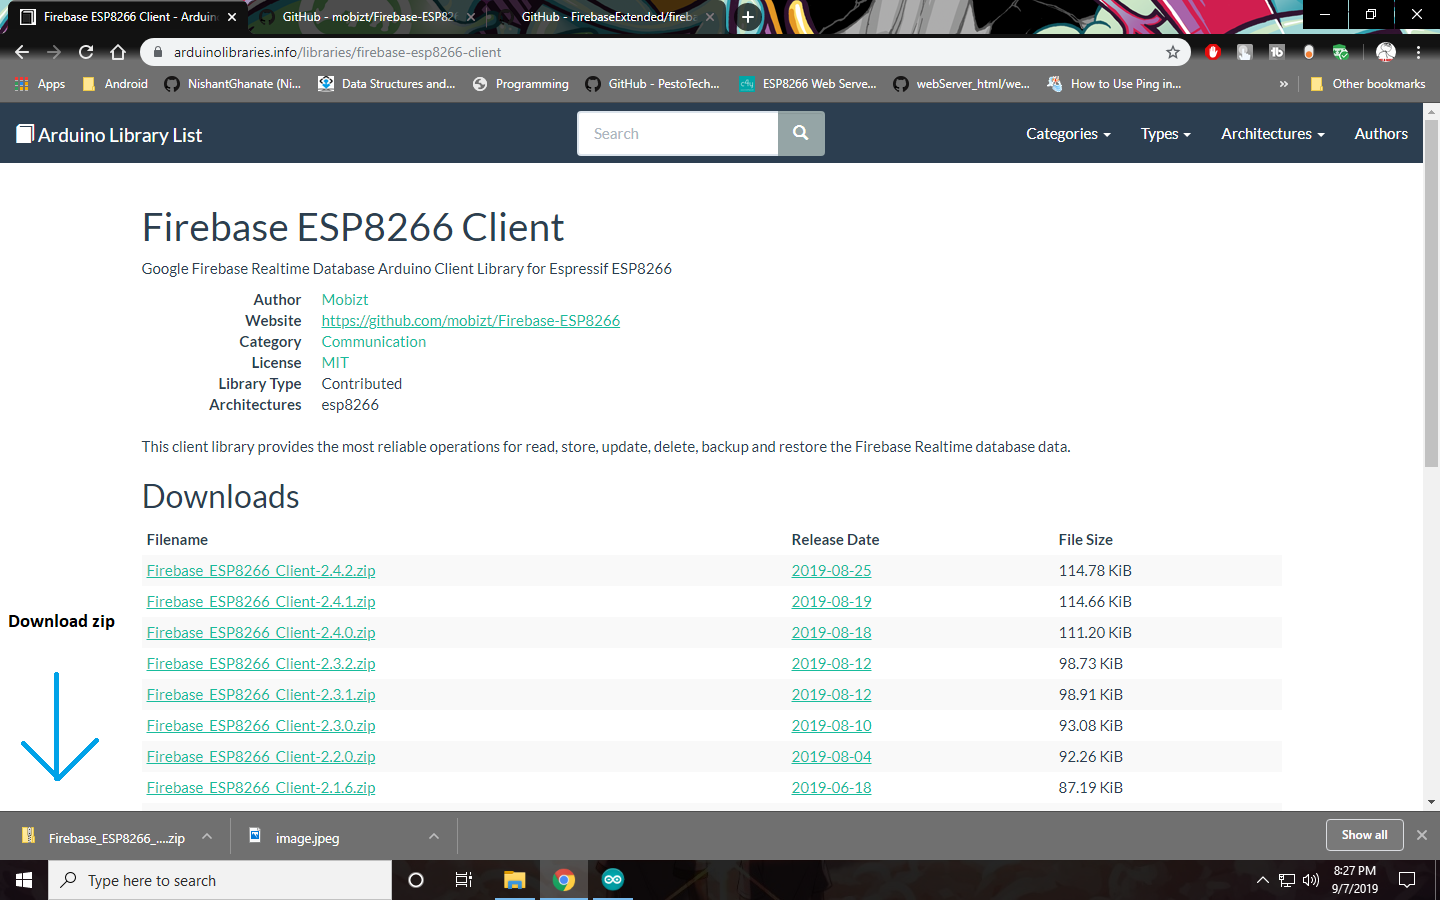 Firebase ESP8266 Client - Arduin
GitHub - mobizt/Firebase-ESP82
GitHub - FirebaseExtended/fireba
arduinolibraries.info/libraries/firebase-esp8266-client
Apps
Android
NishantGhanate (Ni...
Data Structures and...
Programming
GitHub - PestoTech...
ESP8266 Web Serve...
webServer_html/we...
How to Use Ping in...
»
Other bookmarks
Arduino Library List
Search
Categories
Types
Architectures
Authors
Firebase ESP8266 Client
Google Firebase Realtime Database Arduino Client Library for Espressif ESP8266
Author Mobizt
Website https://github.com/mobizt/Firebase-ESP8266
Category Communication
License MIT
Library Type Contributed
Architectures esp8266
This client library provides the most reliable operations for read, store, update, delete, backup and restore the Firebase Realtime database data.
Downloads
Filename Release Date File Size
Firebase_ESP8266_Client-2.4.2.zip 2019-08-25 114.78 KiB
Firebase_ESP8266_Client-2.4.1.zip 2019-08-19 114.66 KiB
Firebase_ESP8266_Client-2.4.0.zip 2019-08-18 111.20 KiB
Firebase_ESP8266_Client-2.3.2.zip 2019-08-12 98.73 KiB
Firebase_ESP8266_Client-2.3.1.zip 2019-08-12 98.91 KiB
Firebase_ESP8266_Client-2.3.0.zip 2019-08-10 93.08 KiB
Firebase_ESP8266_Client-2.2.0.zip 2019-08-04 92.26 KiB
Firebase_ESP8266_Client-2.1.6.zip 2019-06-18 87.19 KiB
Download zip
Firebase_ESP8266_....zip
image.jpeg
Show all
Type here to search
8:27 PM
9/7/2019